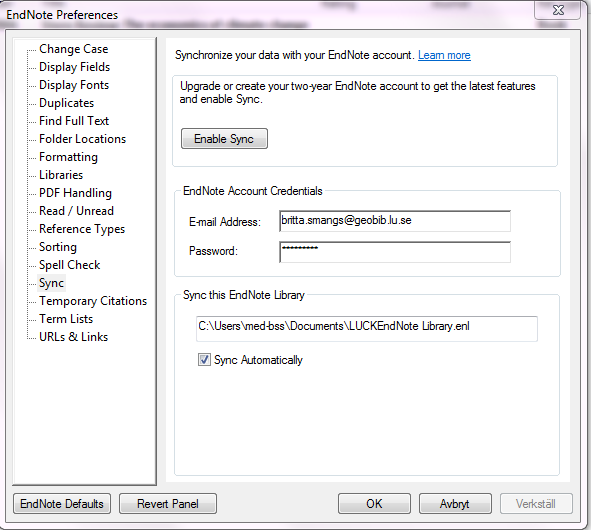 EndNote Preferences
Change Case
Display Fields
Display Fonts
Duplicates
Find Full Text
Folder Locations
Formatting
Libraries
PDF Handling
Read / Unread
Reference Types
Sorting
Spell Check
Sync
Temporary Citations
Term Lists
URLs & Links
Synchronize your data with your EndNote account. Learn more
Upgrade or create your two-year EndNote account to get the latest features
and enable Sync.
Enable Sync
EndNote Account Credentials
E-mail Address: britta.smangs@geobib.lu.se
Password: *********
Sync this EndNote Library
C:\Users\med-bss\Documents\LUCKEndNote Library.enl
Sync Automatically
EndNote Defaults Revert Panel OK Avbryt Verkställ